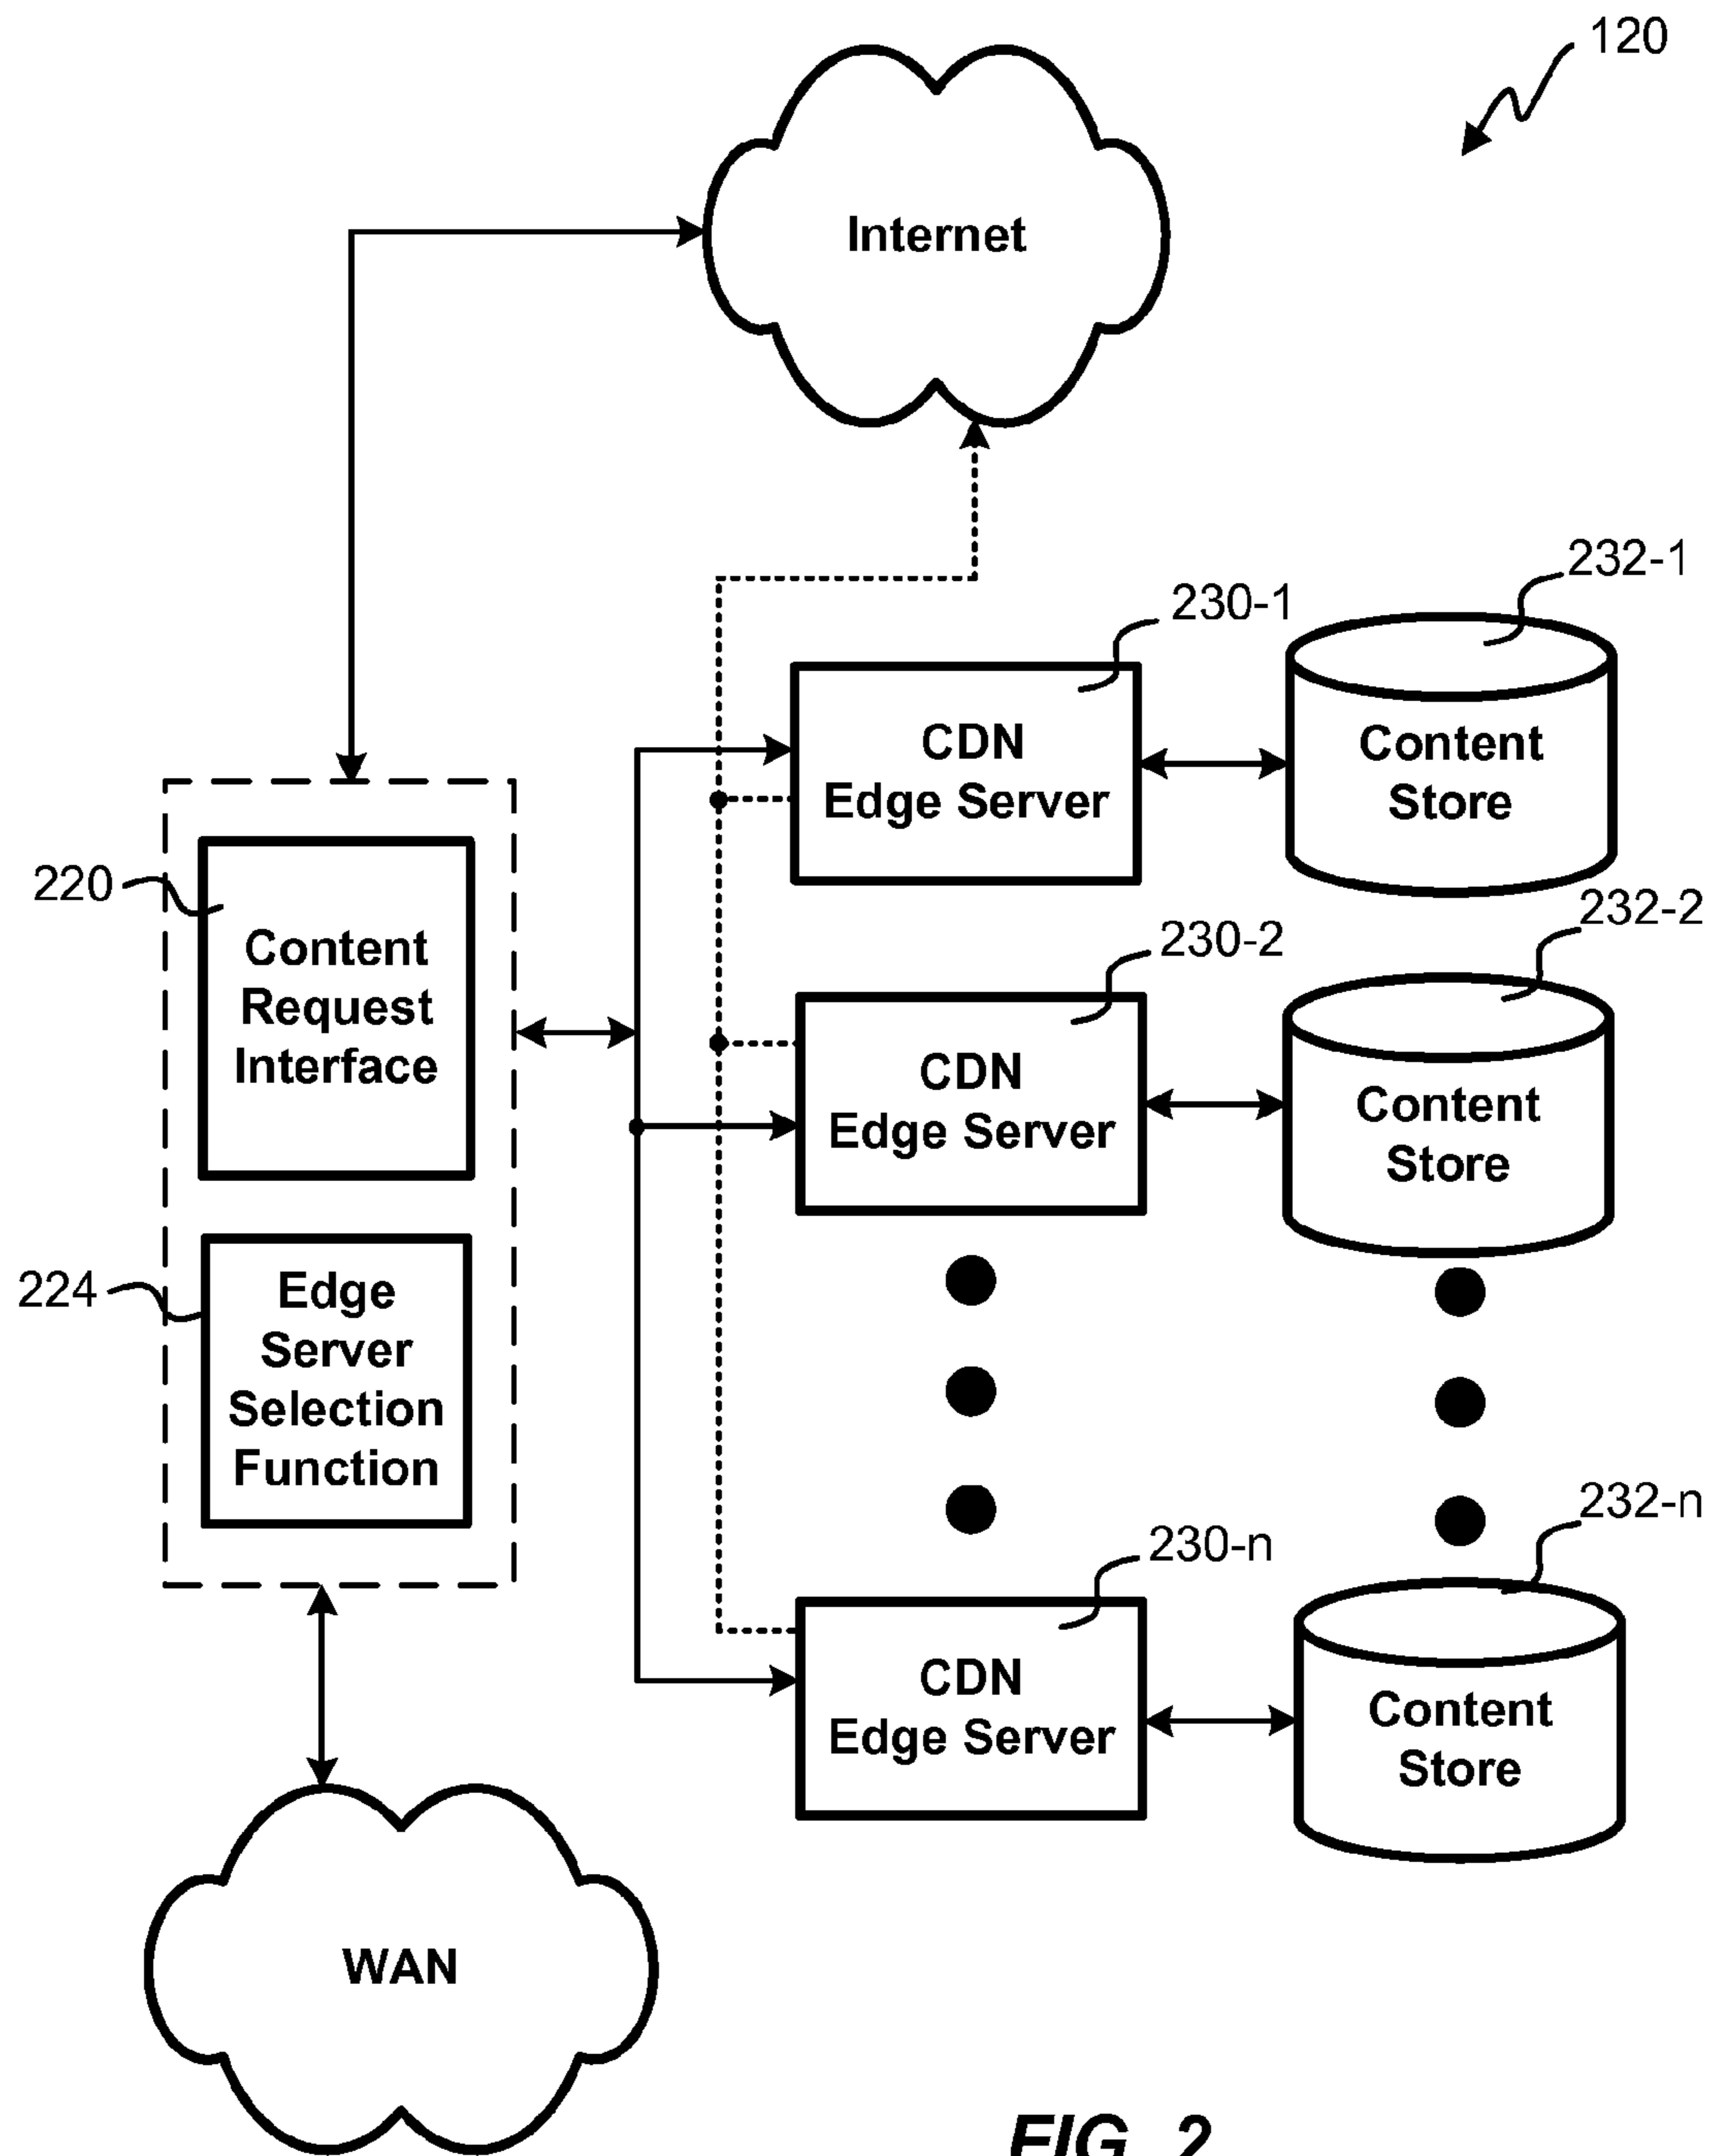 120
Internet
232-1
230-1
CDN
Edge Server
Content
Store
220
Content
Request
Interface
232-2
230-2
CDN
Edge Server
Content
Store
224
Edge
Server
Selection
Function
232-n
230-n
CDN
Edge Server
Content
Store
WAN
FIG. 2